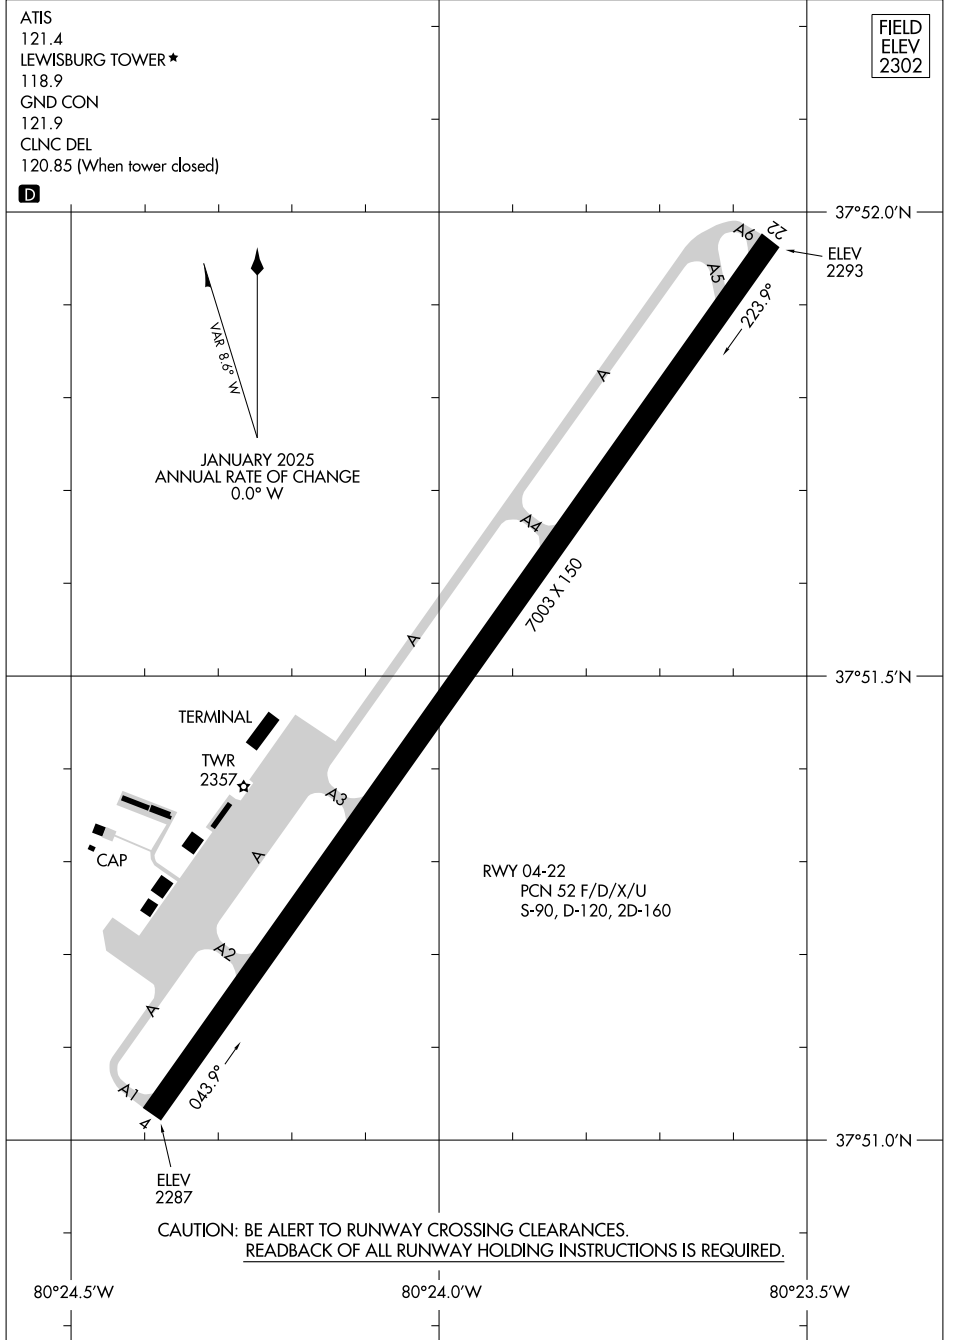 ATIS
121.4
LEWISBURG TOWER★
118.9
GND CON
121.9
CLNC DEL
120.85 (When tower closed)
D
FIELD
ELEV
2302
37°52.0'N
22
A6
ELEV
2293
A5
223.9°
VAR 8.6° W
A
JANUARY 2025
ANNUAL RATE OF CHANGE
0.0° W
A4
7003 X 150
A
37°51.5'N
TERMINAL
TWR
2357
A3
CAP
A
RWY 04-22
PCN 52 F/D/X/U
S-90, D-120, 2D-160
A2
A
043.9°
A1
4
37°51.0'N
ELEV
2287
CAUTION: BE ALERT TO RUNWAY CROSSING CLEARANCES.
READBACK OF ALL RUNWAY HOLDING INSTRUCTIONS IS REQUIRED.
80°24.5'W
80°24.0'W
80°23.5'W